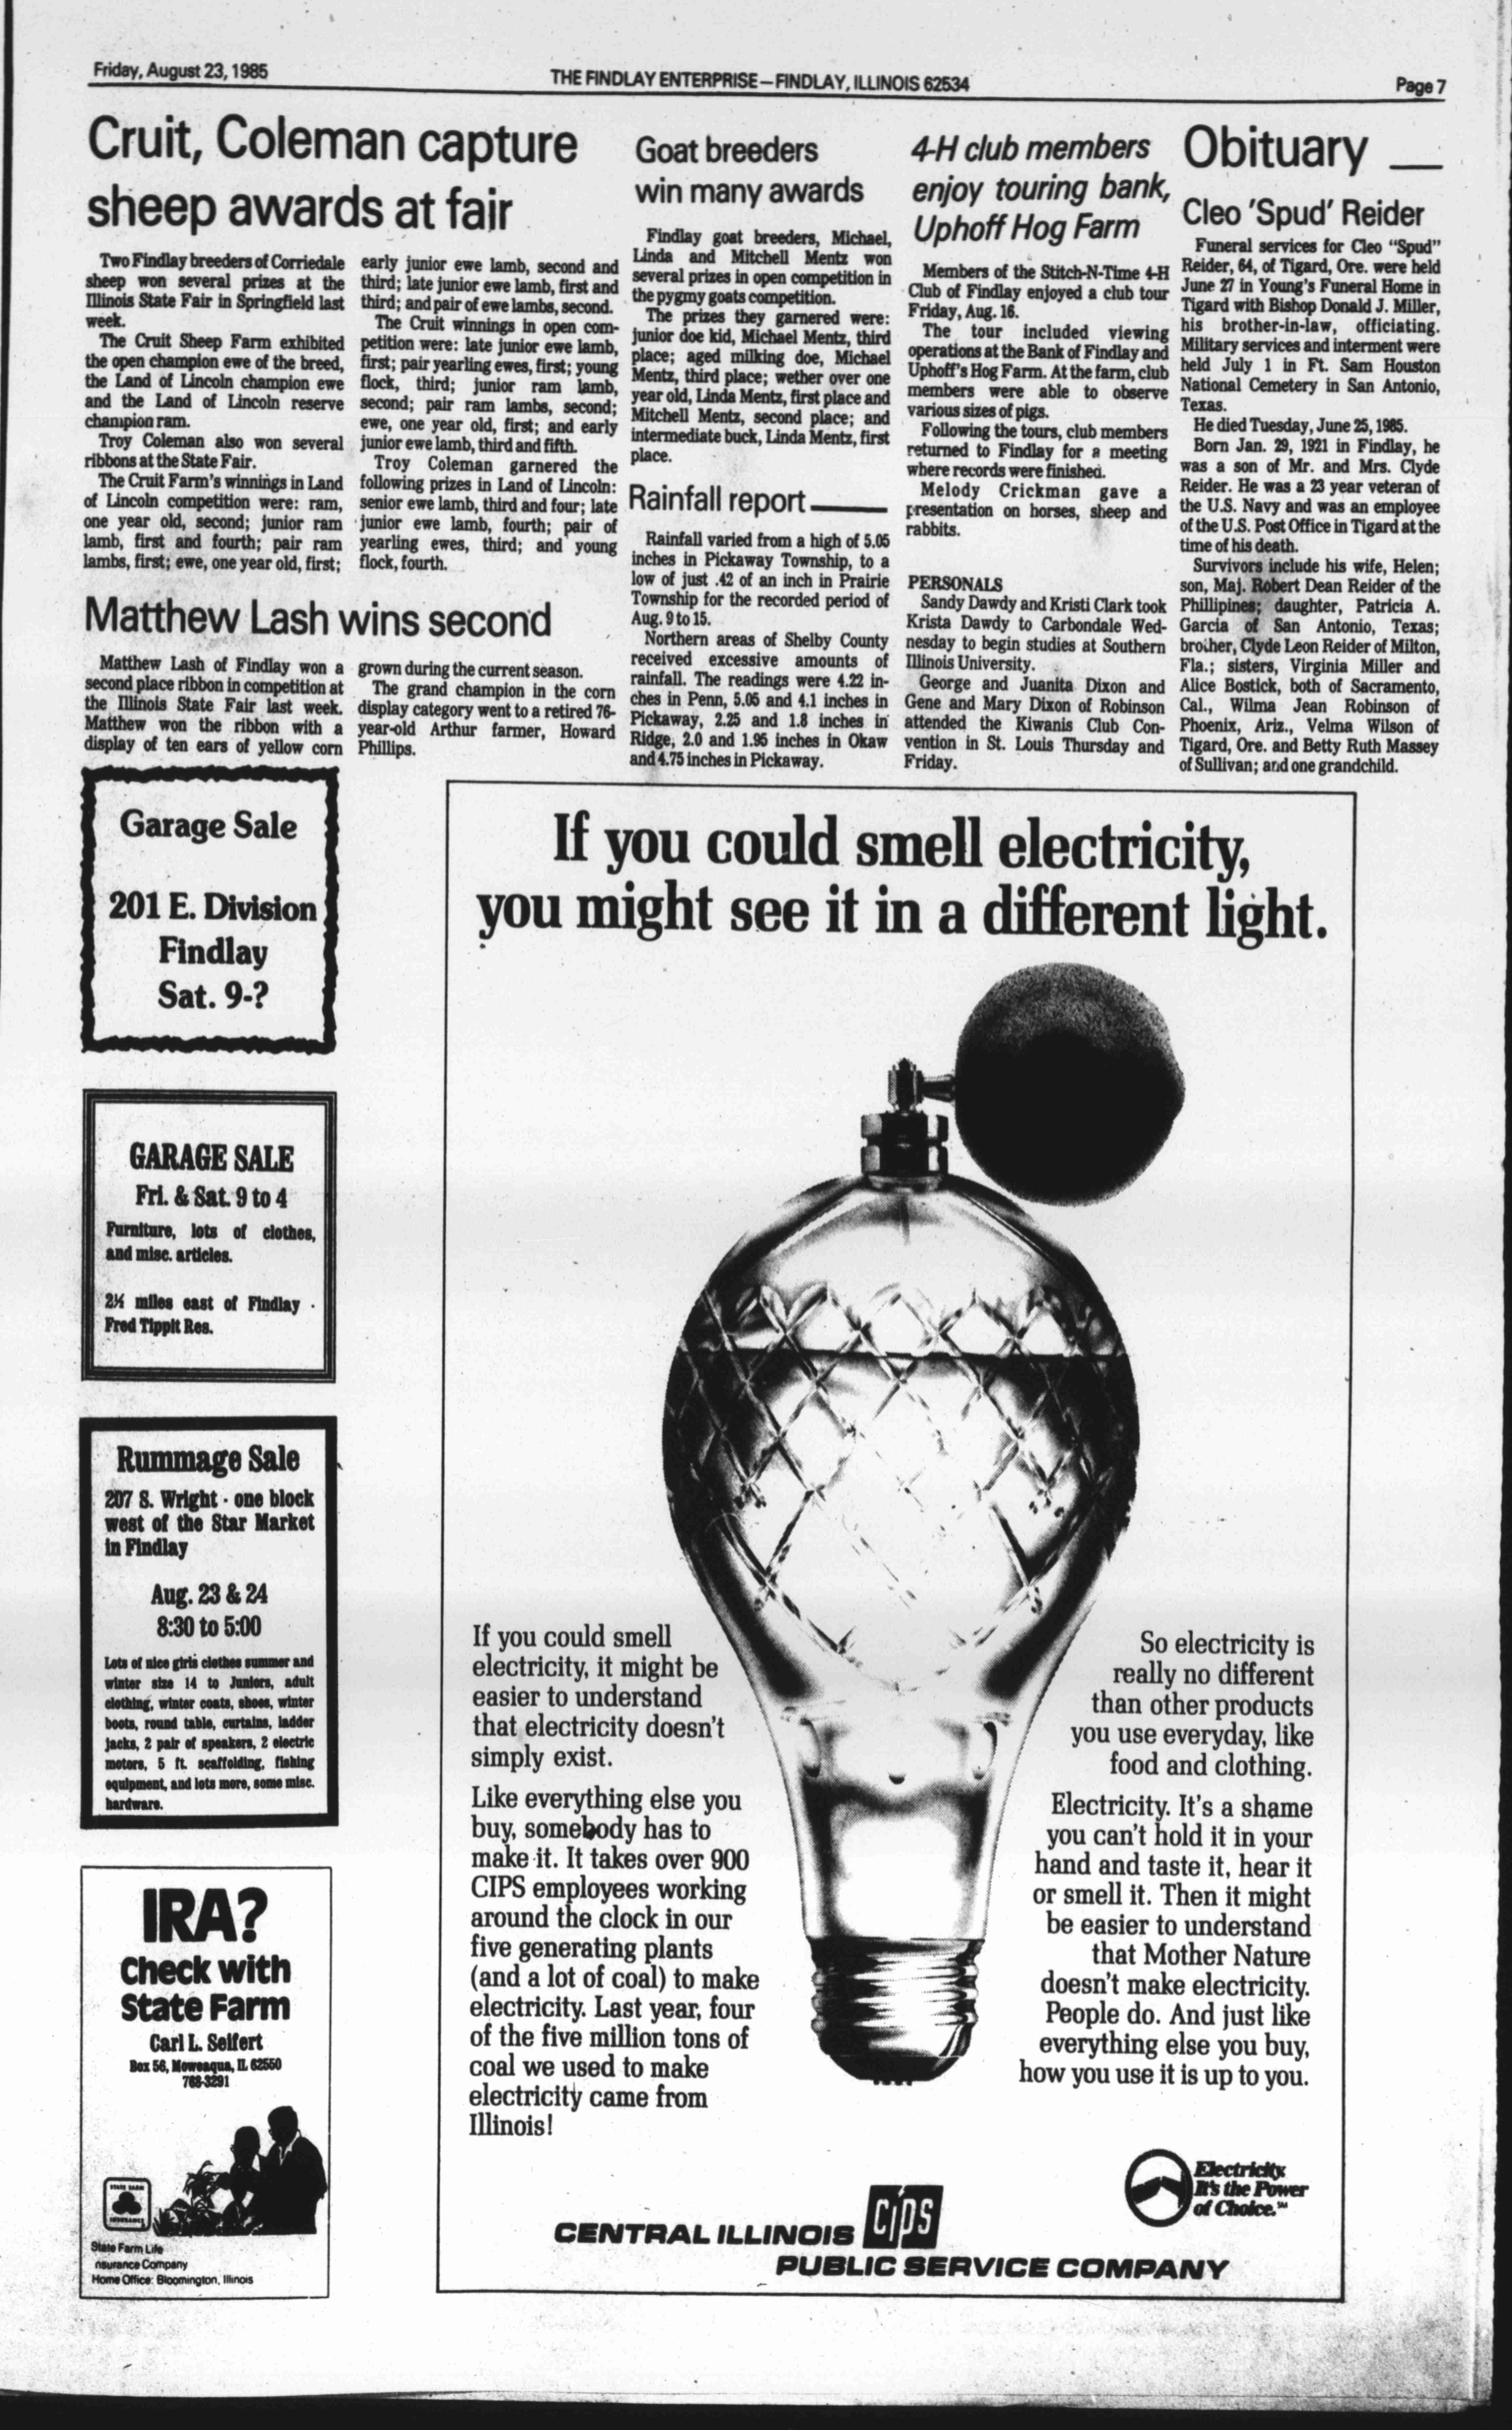 Friday, August 23, 1985
THE FINDLAY ENTERPRISE—FINDLAY, ILLINOIS 62534
Page 7
Cruit, Coleman capture
sheep awards at fair
Two Findlay breeders of Corriedale
sheep won several prizes at the
Illinois State Fair in Springfield last
week.
The Cruit Sheep Farm exhibited
the open champion ewe of the breed,
the Land of Lincoln champion ewe
and the Land of Lincoln reserve
champion ram.
Troy Coleman also won several
ribbons at the State Fair.
The Cruit Farm's winnings in Land
of Lincoln competition were: ram,
one year old, second; junior ram
lamb, first and fourth; pair ram
lambs, first; ewe, one year old, first;
early junior ewe lamb, second and
third; late junior ewe lamb, first and
third; and pair of ewe lambs, second.
The Cruit winnings in open com-
petition were: late junior ewe lamb,
first; pair yearling ewes, first; young
flock, third; junior ram lamb,
second; pair ram lambs, second;
ewe, one year old, first; and early
junior ewe lamb, third and fifth.
Troy Coleman garnered the
following prizes in Land of Lincoln:
senior ewe lamb, third and four; late
junior ewe lamb, fourth; pair of
yearling ewes, third; and young
flock, fourth.
Matthew Lash wins second
Matthew Lash of Findlay won a
second place ribbon in competition at
the Illinois State Fair last week.
Matthew won the ribbon with a
display of ten ears of yellow corn
grown during the current season.
The grand champion in the corn
display category went to a retired 76-
year-old Arthur farmer, Howard
Phillips.
Goat breeders
win many awards
Findlay goat breeders, Michael,
Linda and Mitchell Mentz won
several prizes in open competition in
the pygmy goats competition.
The prizes they garnered were:
junior doe kid, Michael Mentz, third
place; aged milking doe, Michael
Mentz, third place; wether over one
year old, Linda Mentz, first place and
Mitchell Mentz, second place; and
intermediate buck, Linda Mentz, first
place.
Rainfall report
Rainfall varied from a high of 5.05
inches in Pickaway Township, to a
low of just .42 of an inch in Prairie
Township for the recorded period of
Aug. 9 to 15.
Northern areas of Shelby County
received excessive amounts of
rainfall. The readings were 4.22 in-
ches in Penn, 5.05 and 4.1 inches in
Pickaway, 2.25 and 1.8 inches in
Ridge, 2.0 and 1.95 inches in Okaw
and 4.75 inches in Pickaway.
4-H club members
enjoy touring bank,
Uphoff Hog Farm
Members of the Stitch-N-Time 4-H
Club of Findlay enjoyed a club tour
Friday, Aug. 16.
The tour included viewing
operations at the Bank of Findlay and
Uphoff's Hog Farm. At the farm, club
members were able to observe
various sizes of pigs.
Following the tours, club members
returned to Findlay for a meeting
where records were finished.
Melody Crickman gave a
presentation on horses, sheep and
rabbits.
PERSONALS
Sandy Dawdy and Kristi Clark took
Krista Dawdy to Carbondale Wed-
nesday to begin studies at Southern
Illinois University.
George and Juanita Dixon and
Gene and Mary Dixon of Robinson
attended the Kiwanis Club Con-
vention in St. Louis Thursday and
Friday.
Obituary
Cleo 'Spud' Reider
Funeral services for Cleo "Spud"
Reider, 64, of Tigard, Ore. were held
June 27 in Young's Funeral Home in
Tigard with Bishop Donald J. Miller,
his brother-in-law, officiating.
Military services and interment were
held July 1 in Ft. Sam Houston
National Cemetery in San Antonio,
Texas.
He died Tuesday, June 25, 1985.
Born Jan. 29, 1921 in Findlay, he
was a son of Mr. and Mrs. Clyde
Reider. He was a 23 year veteran of
the U.S. Navy and was an employee
of the U.S. Post Office in Tigard at the
time of his death.
Survivors include his wife, Helen;
son, Maj. Robert Dean Reider of the
Phillipines; daughter, Patricia A.
Garcia of San Antonio, Texas;
brother, Clyde Leon Reider of Milton,
Fla.; sisters, Virginia Miller and
Alice Bostick, both of Sacramento,
Cal., Wilma Jean Robinson of
Phoenix, Ariz., Velma Wilson of
Tigard, Ore. and Betty Ruth Massey
of Sullivan; and one grandchild.
Garage Sale
201 E. Division
Findlay
Sat. 9-?
GARAGE SALE
Fri. & Sat. 9 to 4
Furniture, lots of clothes,
and misc. articles.
2½ miles east of Findlay -
Fred Tippit Res.
Rummage Sale
207 S. Wright - one block
west of the Star Market
in Findlay
Aug. 23 & 24
8:30 to 5:00
Lots of nice girls clothes summer and
winter size 14 to Juniors, adult
clothing, winter coats, shoes, winter
boots, round table, curtains, ladder
jacks, 2 pair of speakers, 2 electric
motors, 5 ft. scaffolding, fishing
equipment, and lots more, some misc.
hardware.
IRA?
Check with
State Farm
Carl L. Seifert
Box 56, Moweaqua, IL 62550
768-3291
STATE FARM
INSURANCE
State Farm Life
nsurance Company
Home Office: Bloomington, Illinois
If you could smell electricity,
you might see it in a different light.
If you could smell
electricity, it might be
easier to understand
that electricity doesn't
simply exist.
Like everything else you
buy, somebody has to
make it. It takes over 900
CIPS employees working
around the clock in our
five generating plants
(and a lot of coal) to make
electricity. Last year, four
of the five million tons of
coal we used to make
electricity came from
Illinois!
So electricity is
really no different
than other products
you use everyday, like
food and clothing.
Electricity. It's a shame
you can't hold it in your
hand and taste it, hear it
or smell it. Then it might
be easier to understand
that Mother Nature
doesn't make electricity.
People do. And just like
everything else you buy,
how you use it is up to you.
Electricity.
It's the Power
of Choice.℠
CENTRAL ILLINOIS CIPS
PUBLIC SERVICE COMPANY